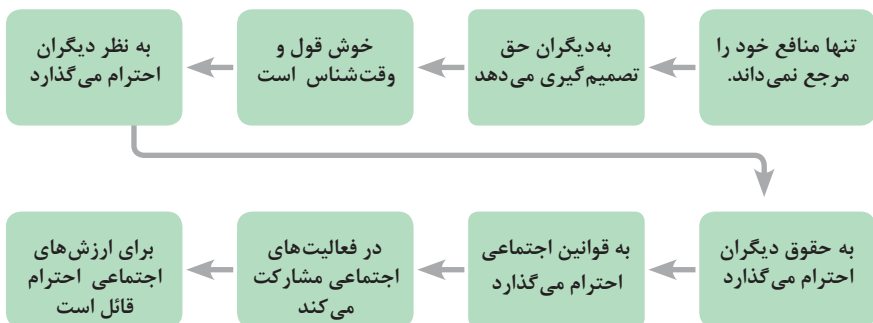 تنها منافع خود را
مرجع نمی‌داند.
به‌دیگران حق
تصمیم‌گیری می‌دهد
خوش قول و
وقت‌شناس است
به نظر دیگران
احترام می‌گذارد
به حقوق دیگران
احترام می‌گذارد
به قوانین اجتماعی
احترام می‌گذارد
در فعالیت‌های
اجتماعی مشارکت
می‌کند
برای ارزش‌های
اجتماعی احترام
قائل است